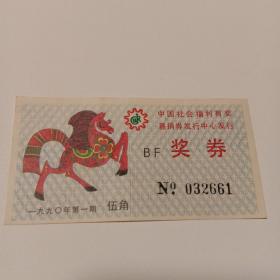 中国社会福利有奖
募捐券发行中心发行
BF 奖券
No. 032661
一九九〇年第一期 伍角